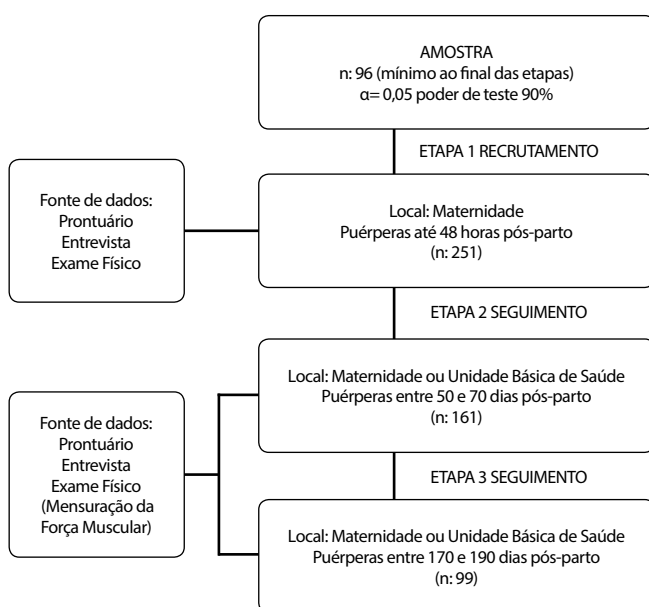 AMOSTRA
n: 96 (mínimo ao final das etapas)
α= 0,05 poder de teste 90%
ETAPA 1 RECRUTAMENTO
Fonte de dados:
Prontuário
Entrevista
Exame Físico
Local: Maternidade
Puérperas até 48 horas pós-parto
(n: 251)
ETAPA 2 SEGUIMENTO
Local: Maternidade ou Unidade Básica de Saúde
Puérperas entre 50 e 70 dias pós-parto
(n: 161)
Fonte de dados:
Prontuário
Entrevista
Exame Físico
(Mensuração da
Força Muscular)
ETAPA 3 SEGUIMENTO
Local: Maternidade ou Unidade Básica de Saúde
Puérperas entre 170 e 190 dias pós-parto
(n: 99)